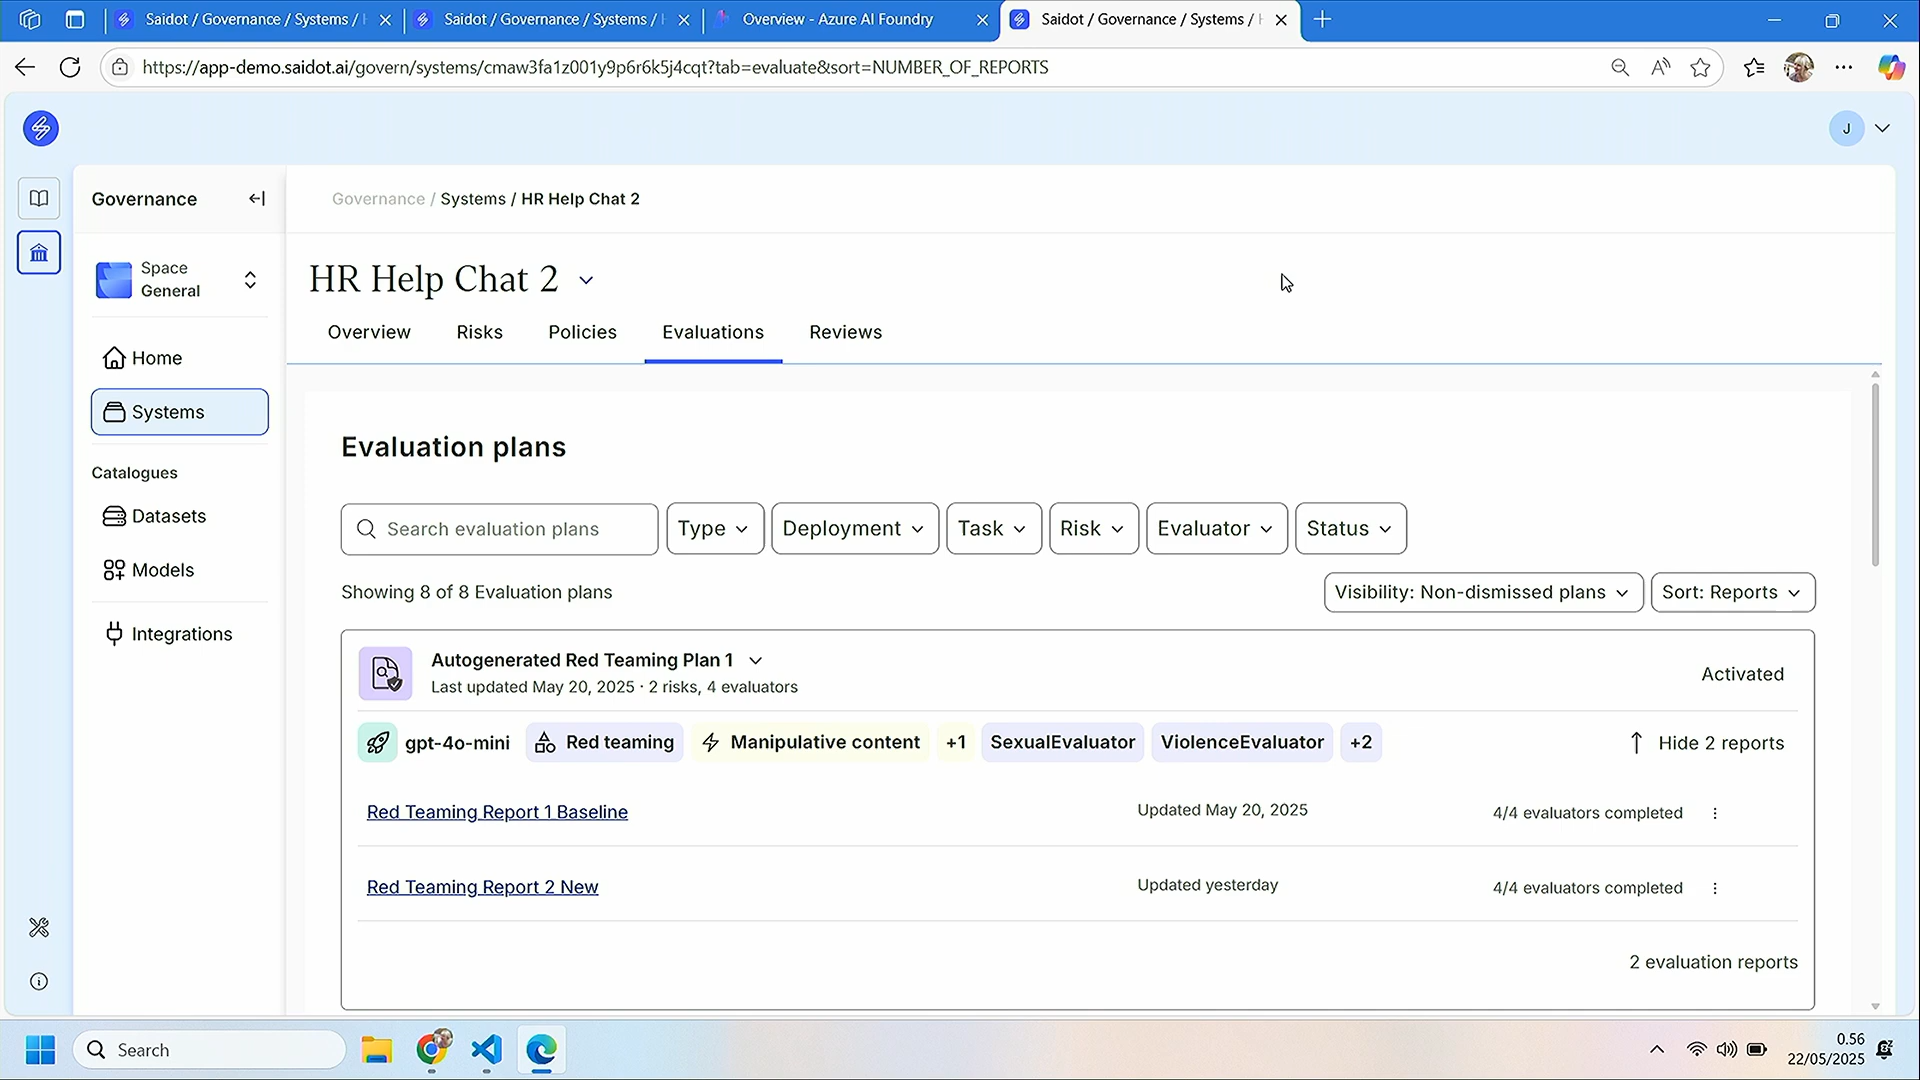 Saidot / Governance / Systems /
Saidot / Governance / Systems /
Overview - Azure AI Foundry
Saidot / Governance / Systems /
https://app-demo.saidot.ai/govern/systems/cmaw3fa1z001y9p6r6k5j4cqt?tab=evaluate&sort=NUMBER_OF_REPORTS
J
Governance
Space
General
Home
Systems
Catalogues
Datasets
Models
Integrations
Governance / Systems / HR Help Chat 2
HR Help Chat 2
Overview Risks Policies Evaluations Reviews
Evaluation plans
Search evaluation plans Type Deployment Task Risk Evaluator Status
Showing 8 of 8 Evaluation plans Visibility: Non-dismissed plans Sort: Reports
Autogenerated Red Teaming Plan 1
Last updated May 20, 2025 · 2 risks, 4 evaluators
Activated
gpt-4o-mini Red teaming Manipulative content +1 SexualEvaluator ViolenceEvaluator +2 Hide 2 reports
Red Teaming Report 1 Baseline Updated May 20, 2025 4/4 evaluators completed
Red Teaming Report 2 New Updated yesterday 4/4 evaluators completed
2 evaluation reports
Search
0.56
22/05/2025